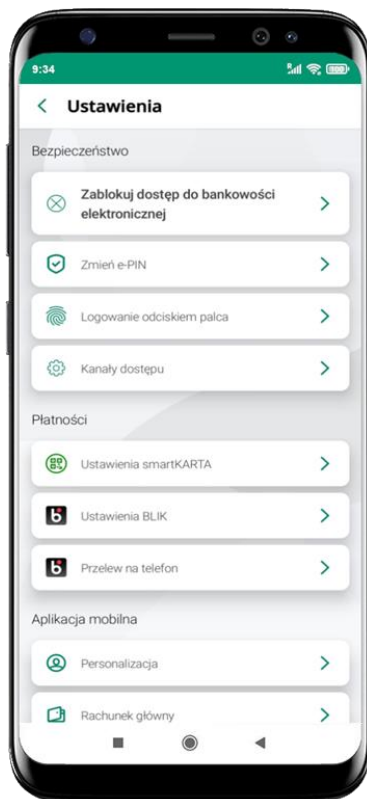 9:34
100
Ustawienia
Bezpieczeństwo
Zablokuj dostęp do bankowości
elektronicznej
Zmień e-PIN
Logowanie odciskiem palca
Kanały dostępu
Płatności
Ustawienia smartKARTA
Ustawienia BLIK
Przelew na telefon
Aplikacja mobilna
Personalizacja
Rachunek główny